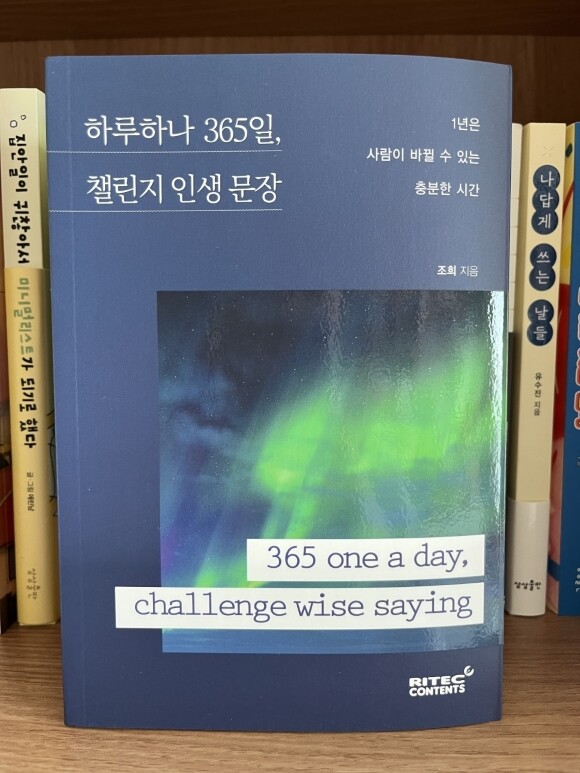 하루하나 365일,
챌린지 인생 문장
1년은
사람이 바뀔 수 있는
충분한 시간
조희 지음
365 one a day,
challenge wise saying
RITEC
CONTENTS
집안일이 귀찮아서
미니멀리스트가 되기로 했다
나답게 쓰는 날들
유수진 지음